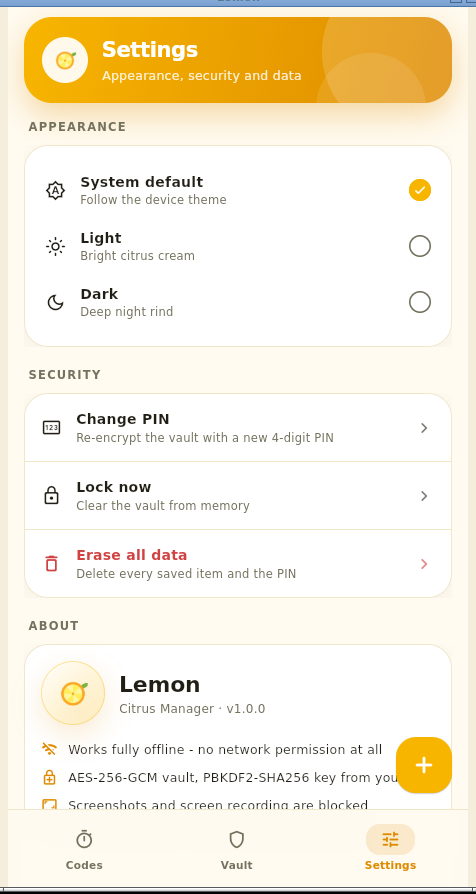 Settings
Appearance, security and data
APPEARANCE
System default
Follow the device theme
Light
Bright citrus cream
Dark
Deep night rind
SECURITY
123
Change PIN
Re-encrypt the vault with a new 4-digit PIN
Lock now
Clear the vault from memory
Erase all data
Delete every saved item and the PIN
ABOUT
Lemon
Citrus Manager · v1.0.0
Works fully offline - no network permission at all
AES-256-GCM vault, PBKDF2-SHA256 key from you
Screenshots and screen recording are blocked
Codes
Vault
Settings